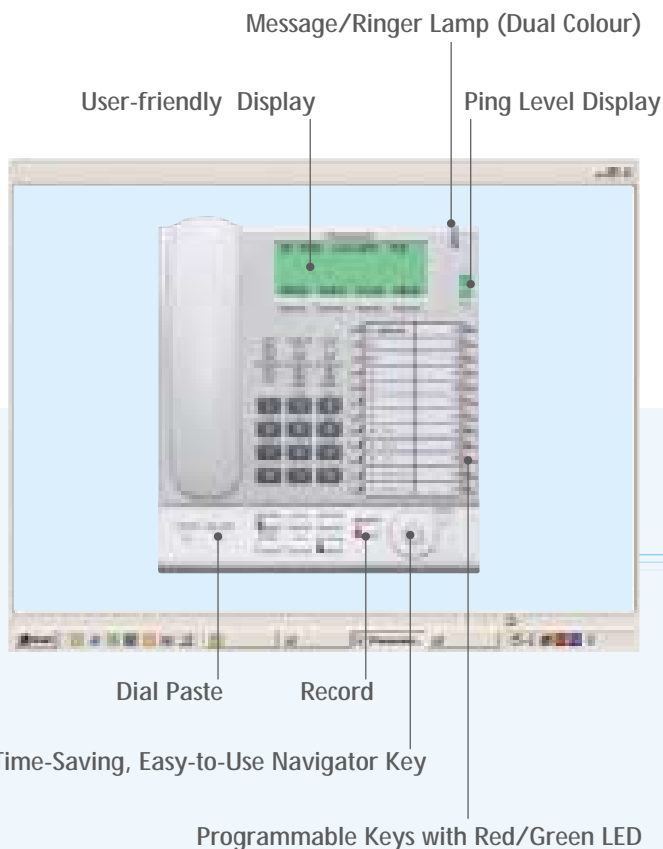 Message/Ringer Lamp (Dual Colour)
User-friendly Display
Ping Level Display
Dial Paste
Record
Time-Saving, Easy-to-Use Navigator Key
Programmable Keys with Red/Green LED